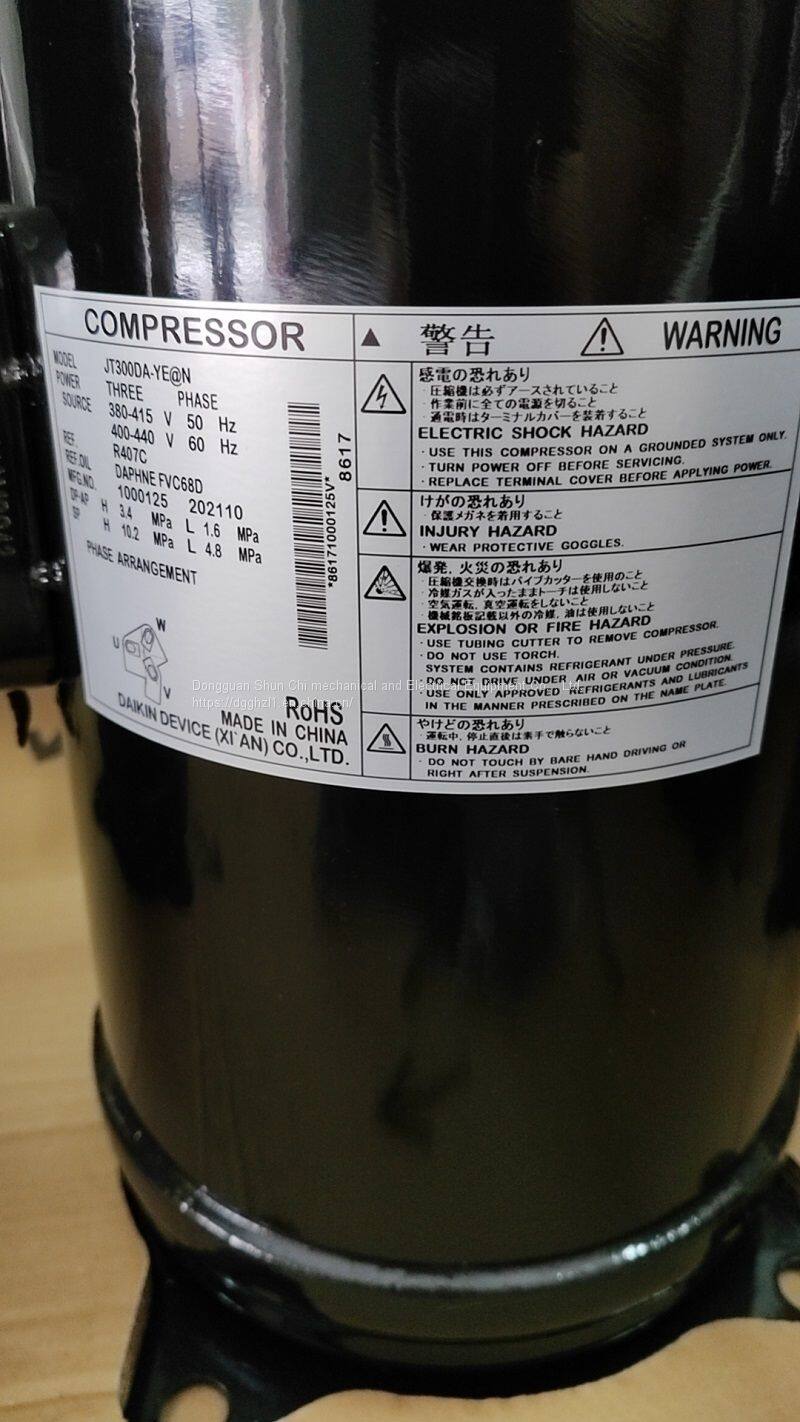 COMPRESSOR
MODEL JT300DA-YE@N
POWER SOURCE THREE PHASE
380-415 V 50 Hz
400-440 V 60 Hz
REF. R407C
REF.OIL DAPHNE FVC68D
MFG.NO. 1000125 202110
DP-AP H 3.4 MPa L 1.6 MPa
SP H 10.2 MPa L 4.8 MPa
PHASE ARRANGEMENT
W
U
V
*86171000125V*
8617
RoHS
MADE IN CHINA
DAIKIN DEVICE (XI'AN) CO.,LTD.
警告 WARNING
感電の恐れあり
・圧縮機は必ずアースされていること
・作業前に全ての電源を切ること
・通電時はターミナルカバーを装着すること
ELECTRIC SHOCK HAZARD
・USE THIS COMPRESSOR ON A GROUNDED SYSTEM ONLY.
・TURN POWER OFF BEFORE SERVICING.
・REPLACE TERMINAL COVER BEFORE APPLYING POWER.
けがの恐れあり
・保護メガネを着用すること
INJURY HAZARD
・WEAR PROTECTIVE GOGGLES.
爆発，火災の恐れあり
・圧縮機交換時はパイプカッターを使用のこと
・冷媒ガスが入ったままトーチは使用しないこと
・空気運転，真空運転をしないこと
・機械銘板記載以外の冷媒，油は使用しないこと
EXPLOSION OR FIRE HAZARD
・USE TUBING CUTTER TO REMOVE COMPRESSOR.
・DO NOT USE TORCH.
SYSTEM CONTAINS REFRIGERANT UNDER PRESSURE.
・DO NOT DRIVE UNDER AIR OR VACUUM CONDITION.
・USE ONLY APPROVED REFRIGERANTS AND LUBRICANTS
IN THE MANNER PRESCRIBED ON THE NAME PLATE.
やけどの恐れあり
・運転中，停止直後は素手で触らないこと
BURN HAZARD
・DO NOT TOUCH BY BARE HAND DRIVING OR
RIGHT AFTER SUSPENSION.
Dongguan Shun Chi mechanical and Electrical Equipment Co., Ltd.